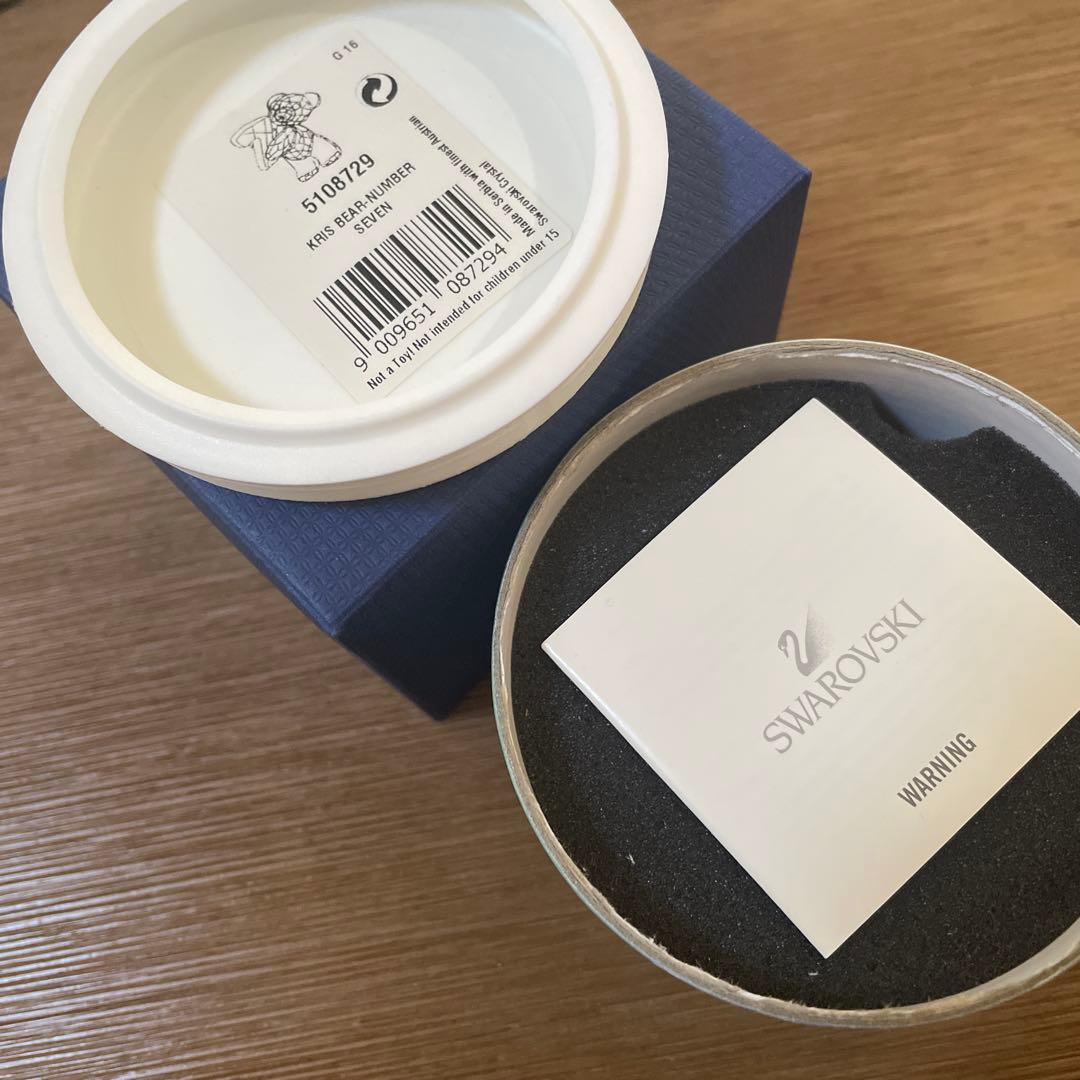 G 16
5108729
KRIS BEAR-NUMBER
SEVEN
Made in Serbia with finest Austrian
Swarovski Crystal
9 009651 087294
Not a Toy! Not intended for children under 15
SWAROVSKI
WARNING